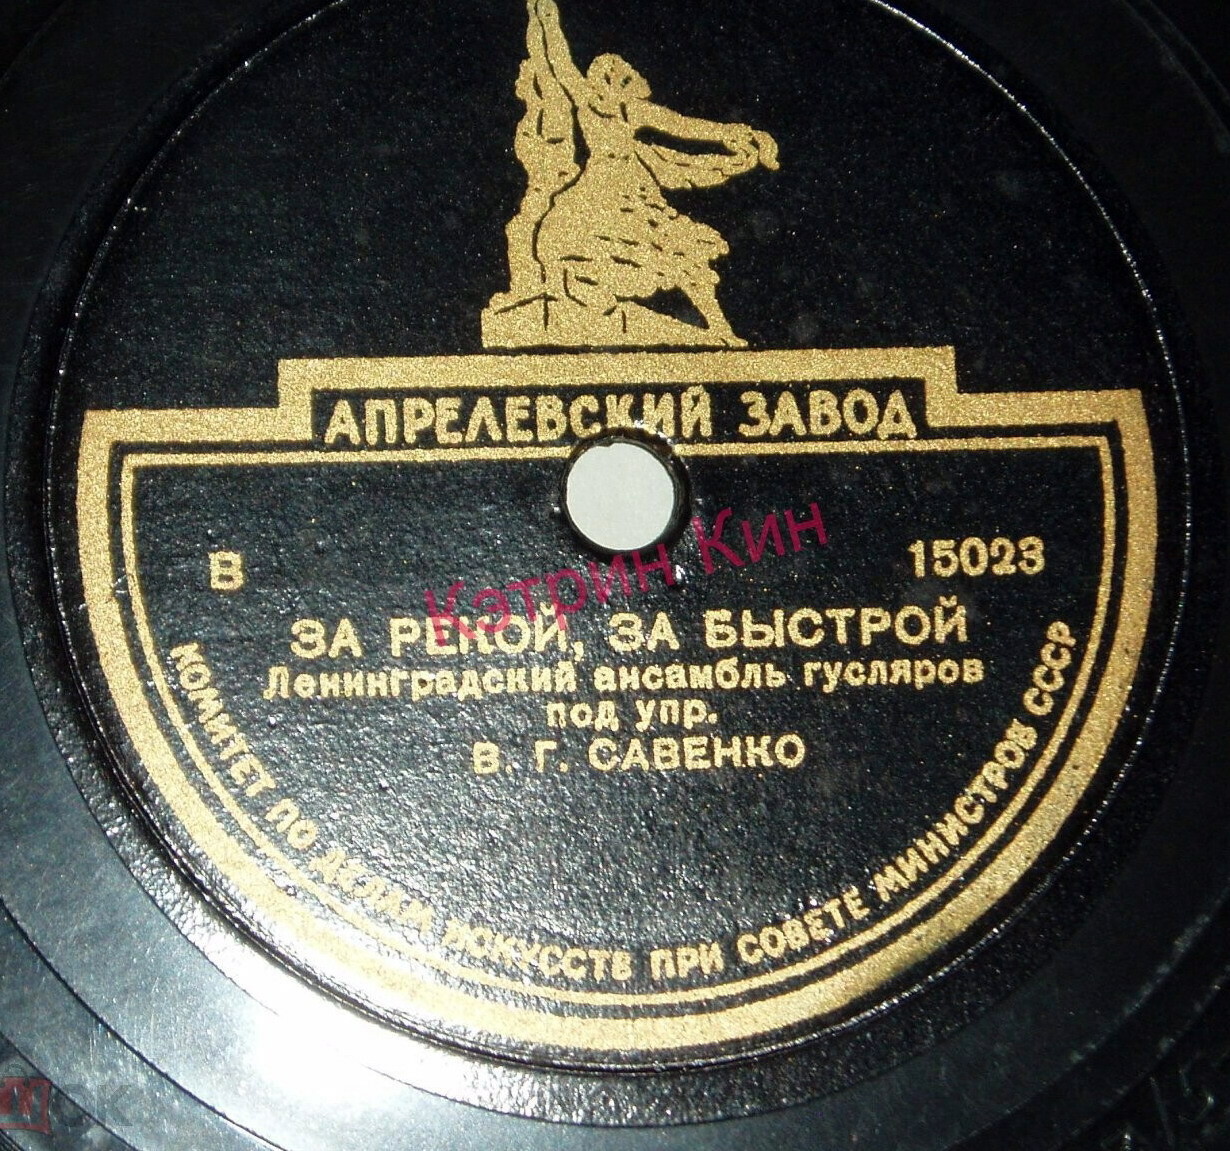 АПРЕЛЕВСКИЙ ЗАВОД
В 15023
Кэтрин Кин
ЗА РЕКОЙ, ЗА БЫСТРОЙ
Ленинградский ансамбль гусляров
под упр.
В. Г. САВЕНКО
КОМИТЕТ ПО ДЕЛАМ ИСКУССТВ ПРИ СОВЕТЕ МИНИСТРОВ СССР